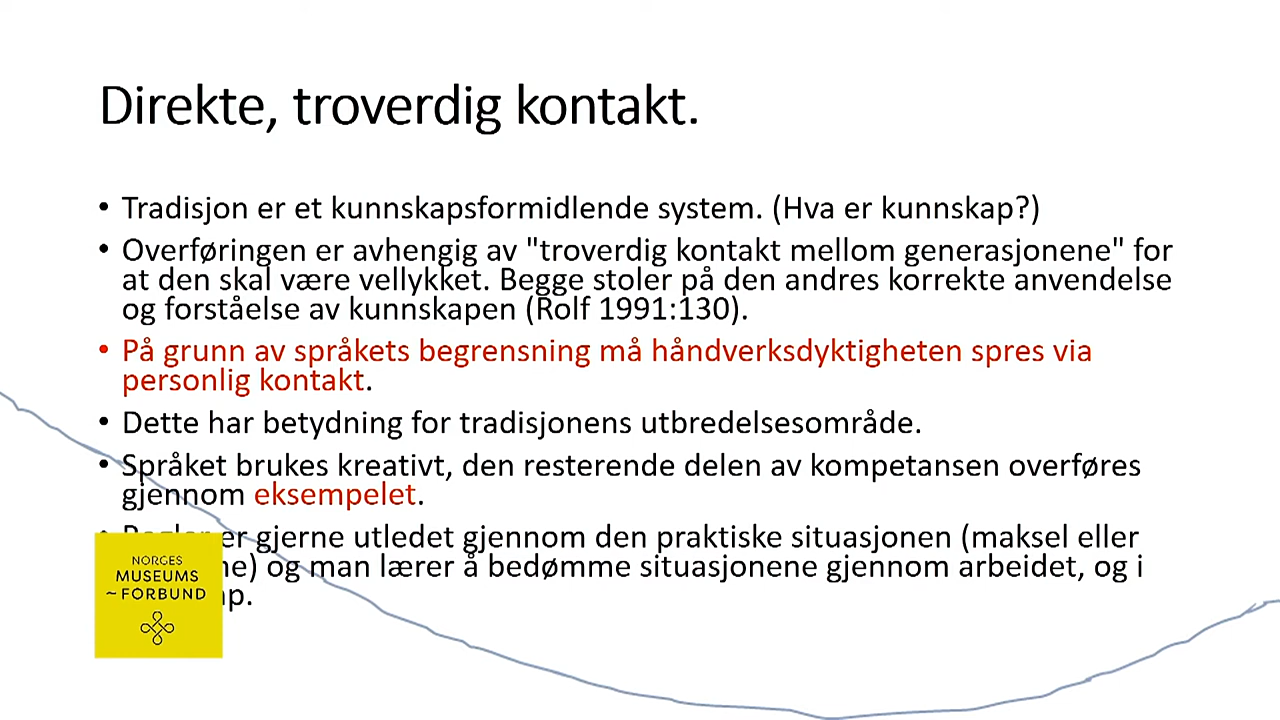 Direkte, troverdig kontakt.
• Tradisjon er et kunnskapsformidlende system. (Hva er kunnskap?)
• Overføringen er avhengig av "troverdig kontakt mellom generasjonene" for
at den skal være vellykket. Begge stoler på den andres korrekte anvendelse
og forståelse av kunnskapen (Rolf 1991:130).
• På grunn av språkets begrensning må håndverksdyktigheten spres via
personlig kontakt.
• Dette har betydning for tradisjonens utbredelsesområde.
• Språket brukes kreativt, den resterende delen av kompetansen overføres
gjennom eksempelet.
• er gjerne utledet gjennom den praktiske situasjonen (maksel eller
og man lærer å bedømme situasjonene gjennom arbeidet, og i
NORGES
MUSEUMS
~FORBUND